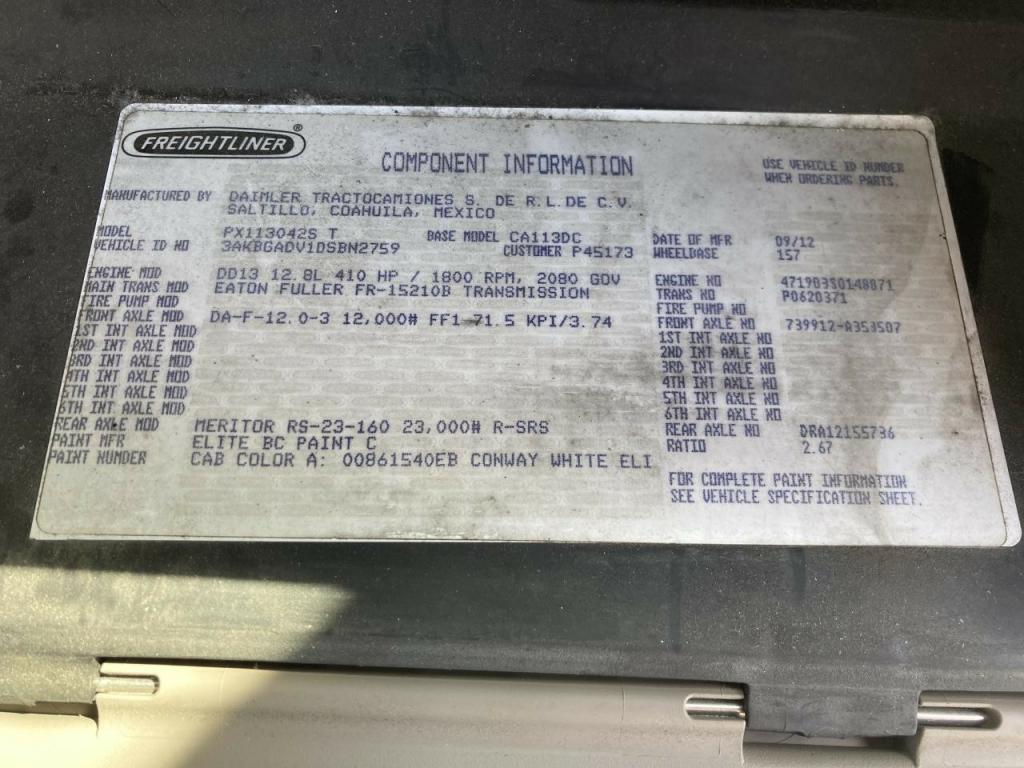 FREIGHTLINER®
COMPONENT INFORMATION
USE VEHICLE ID NUMBER
WHEN ORDERING PARTS.
MANUFACTURED BY DAIMLER TRACTOCAMIONES S. DE R.L.DE C.V.
SALTILLO, COAHUILA, MEXICO
MODEL PX113042S T BASE MODEL CA113DC DATE OF MFR 09/12
VEHICLE ID NO 3AKBGADV1DSBN2759 CUSTOMER P45173 WHEELBASE 157
ENGINE MOD DD13 12.8L 410 HP / 1800 RPM, 2080 GOV ENGINE NO 471903S0148871
MAIN TRANS MOD EATON FULLER FR-15210B TRANSMISSION TRANS NO P0620371
FIRE PUMP MOD FIRE PUMP NO
FRONT AXLE MOD DA-F-12.0-3 12,000# FF1 71.5 KPI/3.74 FRONT AXLE NO 739912-A353507
1ST INT AXLE MOD 1ST INT AXLE NO
2ND INT AXLE MOD 2ND INT AXLE NO
3RD INT AXLE MOD 3RD INT AXLE NO
4TH INT AXLE MOD 4TH INT AXLE NO
5TH INT AXLE MOD 5TH INT AXLE NO
6TH INT AXLE MOD 6TH INT AXLE NO
REAR AXLE MOD MERITOR RS-23-160 23,000# R-SRS REAR AXLE NO DRA12155736
PAINT MFR ELITE BC PAINT C RATIO 2.67
PAINT NUMBER CAB COLOR A: 00861540EB CONWAY WHITE ELI
FOR COMPLETE PAINT INFORMATION
SEE VEHICLE SPECIFICATION SHEET.